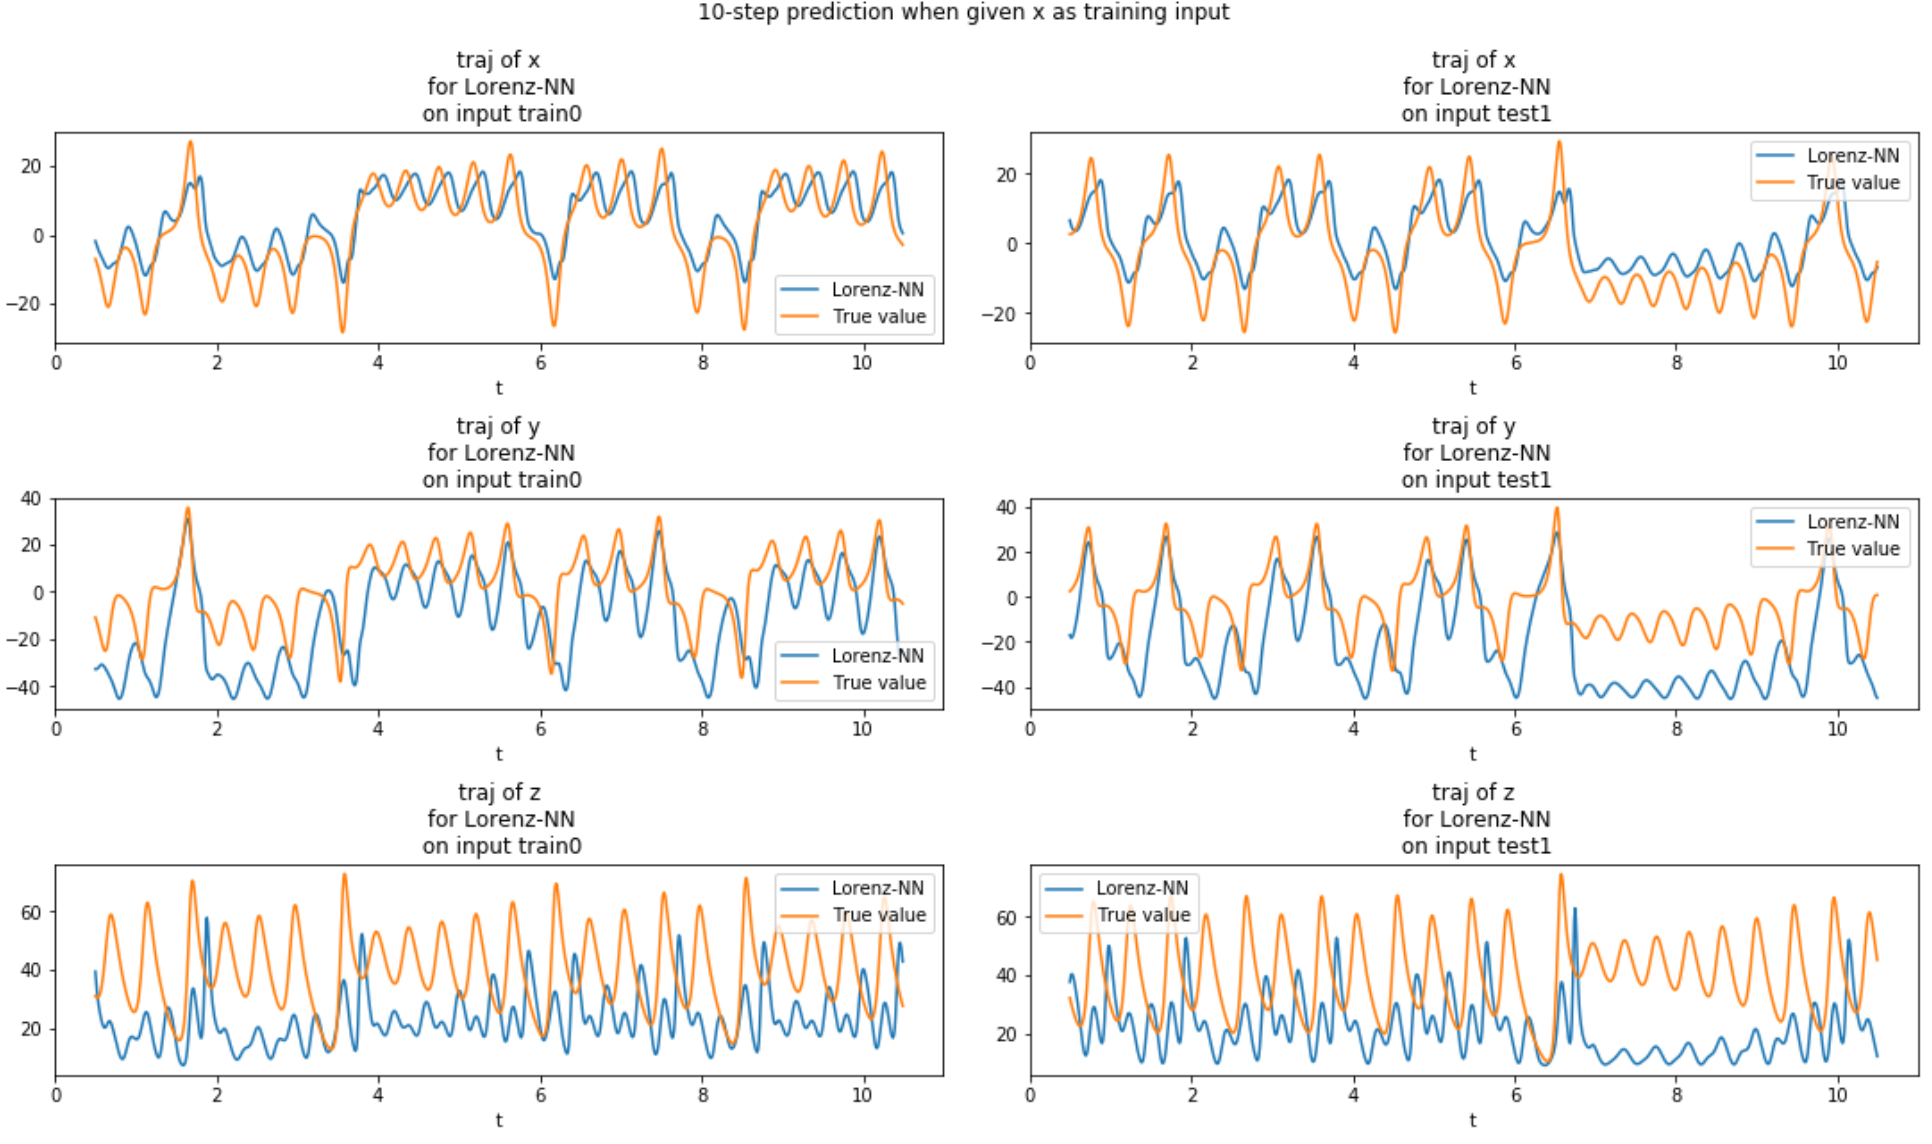 10-step prediction when given x as training input
traj of x
for Lorenz-NN
on input train0
20
0
−20
Lorenz-NN
True value
0 2 4 6 8 10
t
traj of x
for Lorenz-NN
on input test1
20
0
−20
Lorenz-NN
True value
0 2 4 6 8 10
t
traj of y
for Lorenz-NN
on input train0
40
20
0
−20
−40
Lorenz-NN
True value
0 2 4 6 8 10
t
traj of y
for Lorenz-NN
on input test1
40
20
0
−20
−40
Lorenz-NN
True value
0 2 4 6 8 10
t
traj of z
for Lorenz-NN
on input train0
60
40
20
Lorenz-NN
True value
0 2 4 6 8 10
t
traj of z
for Lorenz-NN
on input test1
60
40
20
Lorenz-NN
True value
0 2 4 6 8 10
t